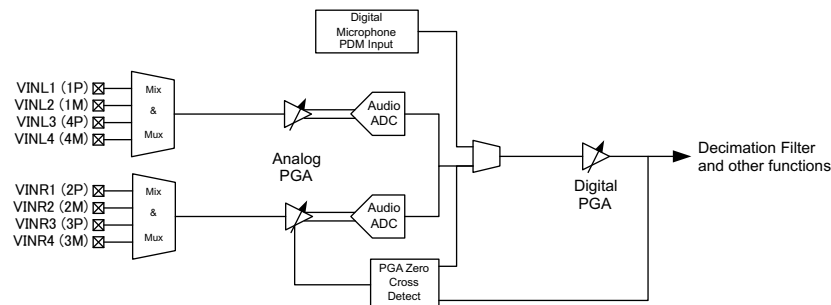 Digital
Microphone
PDM Input
VINL1 (1P)
VINL2 (1M)
VINL3 (4P)
VINL4 (4M)
Mix
&
Mux
Audio
ADC
Analog
PGA
Decimation Filter
and other functions
Digital
PGA
VINR1 (2P)
VINR2 (2M)
VINR3 (3P)
VINR4 (3M)
Mix
&
Mux
Audio
ADC
PGA Zero
Cross
Detect